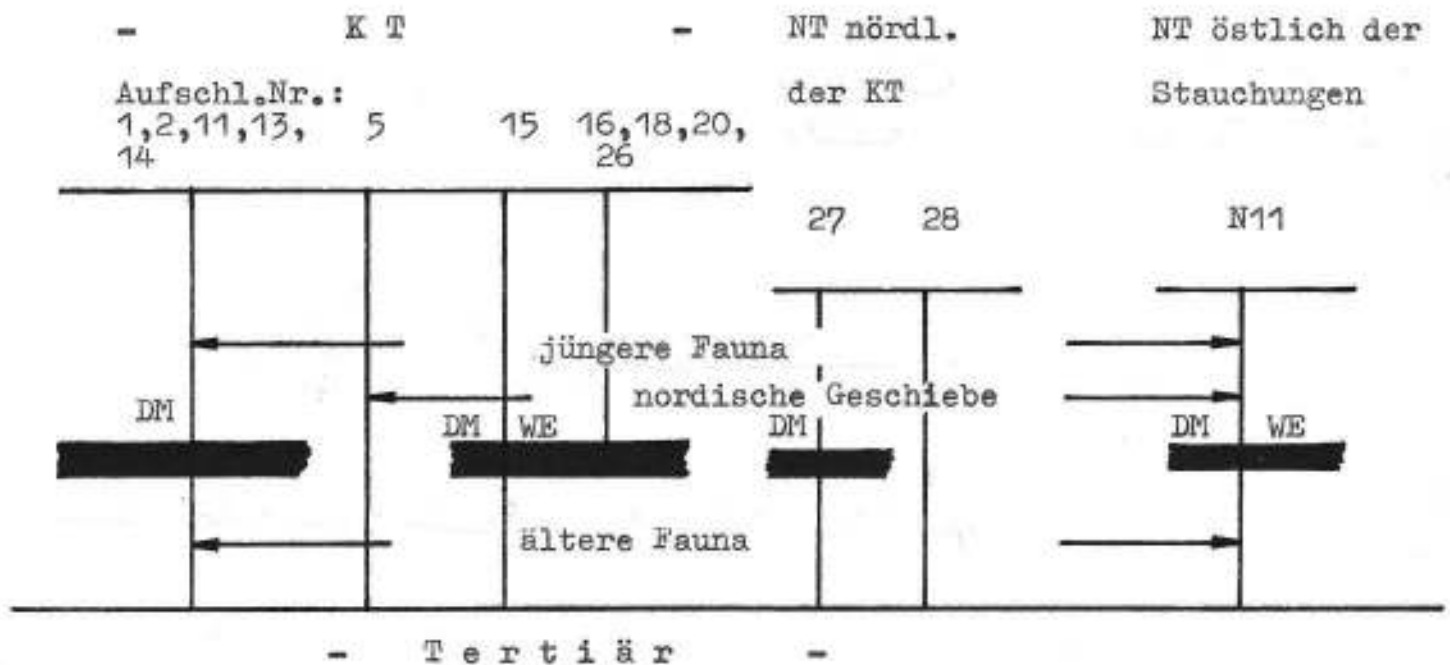 - K T - NT nördl. NT östlich der
Aufschl.Nr.: der KT Stauchungen
1,2,11,13, 5 15 16,18,20,
14 26
27 28 N11
jüngere Fauna
nordische Geschiebe
DM DM WE DM DM WE
ältere Fauna
- Tertiär -